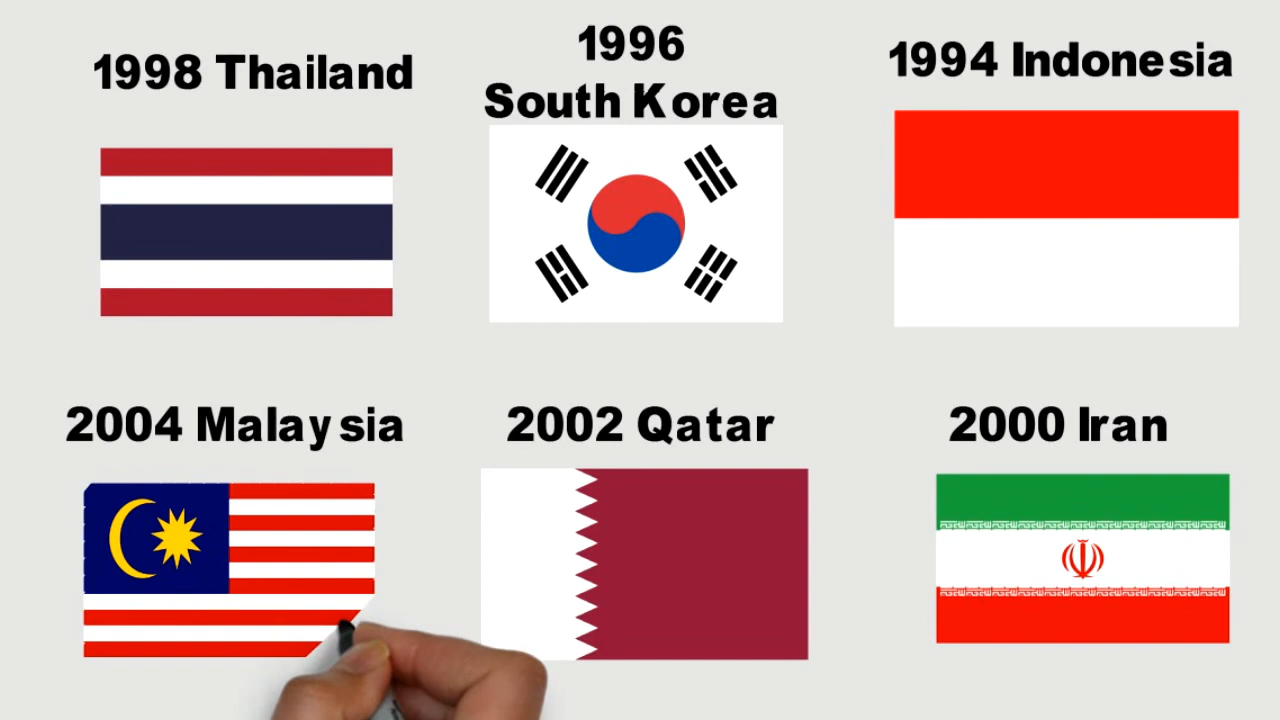 1998 Thailand
1996
South Korea
1994 Indonesia
2004 Malaysia
2002 Qatar
2000 Iran